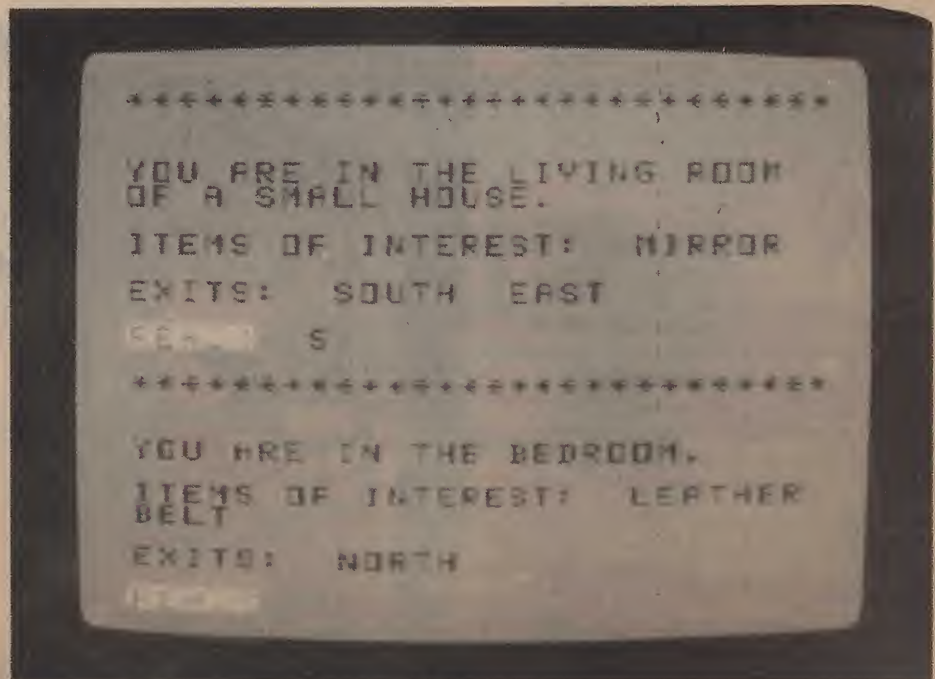 ******************************
YOU ARE IN THE LIVING ROOM
OF A SMALL HOUSE.
ITEMS OF INTEREST: MIRROR
EXITS: SOUTH EAST
S
******************************
YOU ARE IN THE BEDROOM.
ITEMS OF INTEREST: LEATHER
BELT
EXITS: NORTH